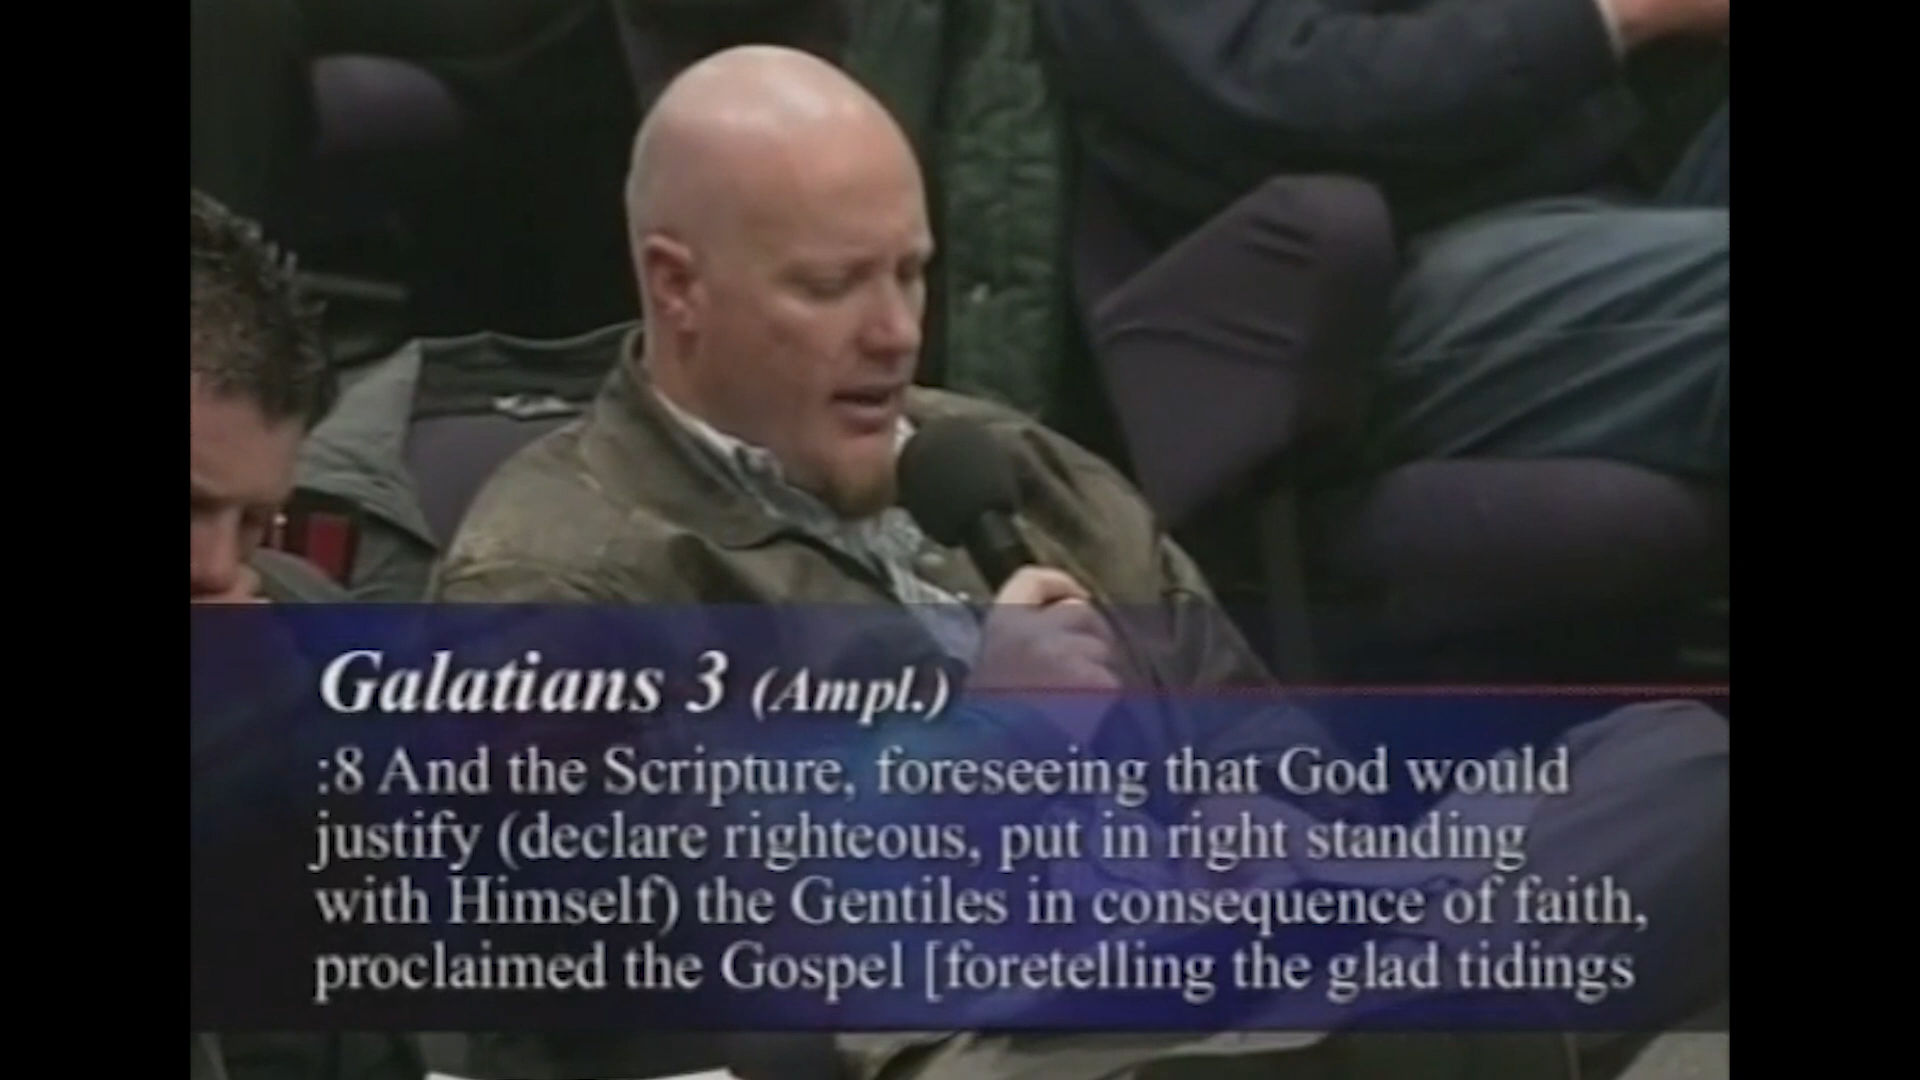 Galatians 3 (Ampl.)
:8 And the Scripture, foreseeing that God would
justify (declare righteous, put in right standing
with Himself) the Gentiles in consequence of faith,
proclaimed the Gospel [foretelling the glad tidings